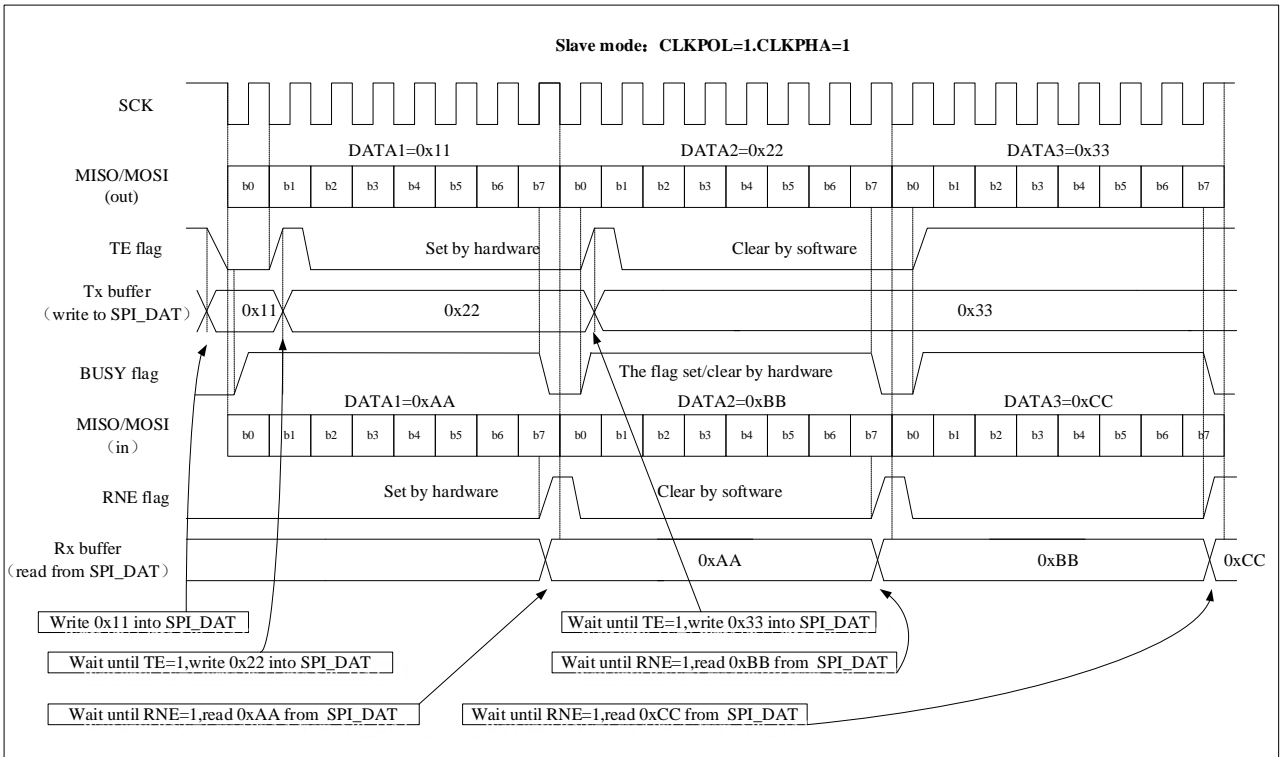 Slave mode：CLKPOL=1.CLKPHA=1
SCK
DATA1=0x11 DATA2=0x22 DATA3=0x33
MISO/MOSI
(out)
b0 b1 b2 b3 b4 b5 b6 b7 b0 b1 b2 b3 b4 b5 b6 b7 b0 b1 b2 b3 b4 b5 b6 b7
TE flag
Set by hardware Clear by software
Tx buffer
（write to SPI_DAT）
0x11 0x22 0x33
BUSY flag
The flag set/clear by hardware
DATA1=0xAA DATA2=0xBB DATA3=0xCC
MISO/MOSI
（in）
b0 b1 b2 b3 b4 b5 b6 b7 b0 b1 b2 b3 b4 b5 b6 b7 b0 b1 b2 b3 b4 b5 b6 b7
RNE flag
Set by hardware Clear by software
Rx buffer
（read from SPI_DAT）
0xAA 0xBB 0xCC
Write 0x11 into SPI_DAT
Wait until TE=1,write 0x33 into SPI_DAT
Wait until TE=1,write 0x22 into SPI_DAT
Wait until RNE=1,read 0xBB from SPI_DAT
Wait until RNE=1,read 0xAA from SPI_DAT
Wait until RNE=1,read 0xCC from SPI_DAT